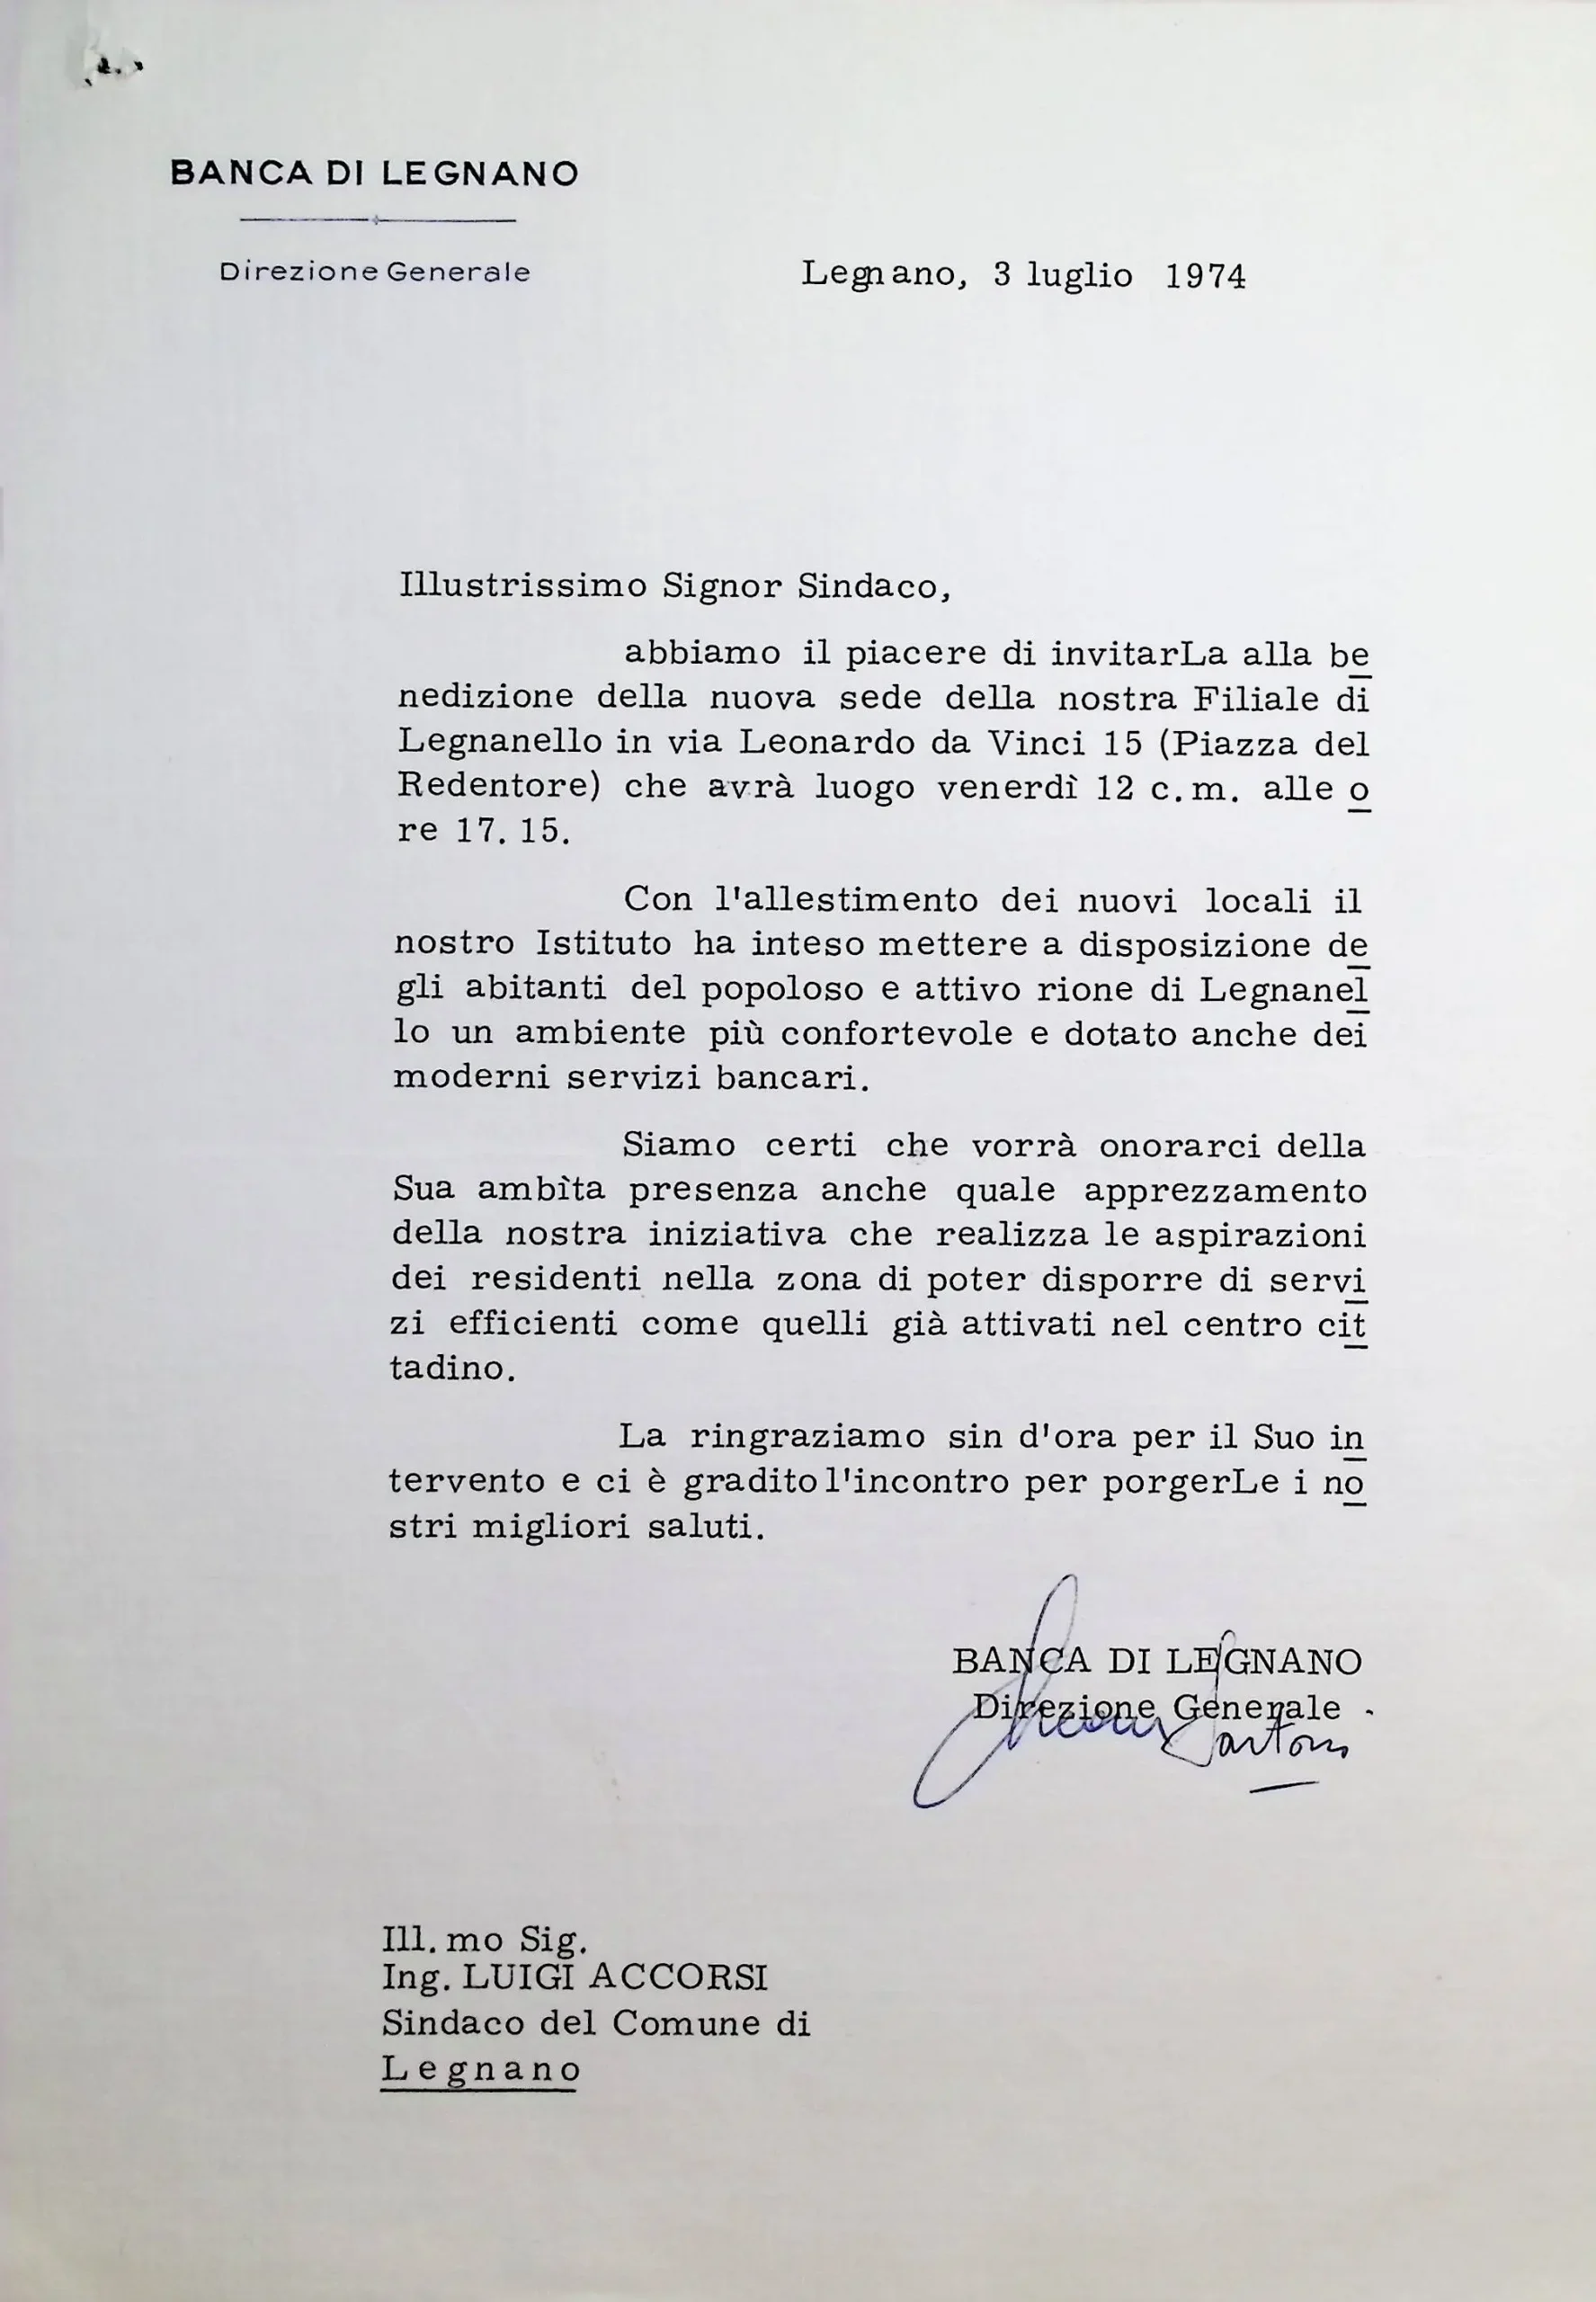 BANCA DI LEGNANO
Direzione Generale
Legnano, 3 luglio 1974
Illustrissimo Signor Sindaco,
abbiamo il piacere di invitarLa alla be
nedizione della nuova sede della nostra Filiale di
Legnanello in via Leonardo da Vinci 15 (Piazza del
Redentore) che avrà luogo venerdì 12 c.m. alle o
re 17.15.
Con l'allestimento dei nuovi locali il
nostro Istituto ha inteso mettere a disposizione de
gli abitanti del popoloso e attivo rione di Legnanel
lo un ambiente più confortevole e dotato anche dei
moderni servizi bancari.
Siamo certi che vorrà onorarci della
Sua ambìta presenza anche quale apprezzamento
della nostra iniziativa che realizza le aspirazioni
dei residenti nella zona di poter disporre di servi
zi efficienti come quelli già attivati nel centro cit
tadino.
La ringraziamo sin d'ora per il Suo in
tervento e ci è gradito l'incontro per porgerLe i no
stri migliori saluti.
BANCA DI LEGNANO
Direzione Generale
Ill.mo Sig.
Ing. LUIGI ACCORSI
Sindaco del Comune di
Legnano